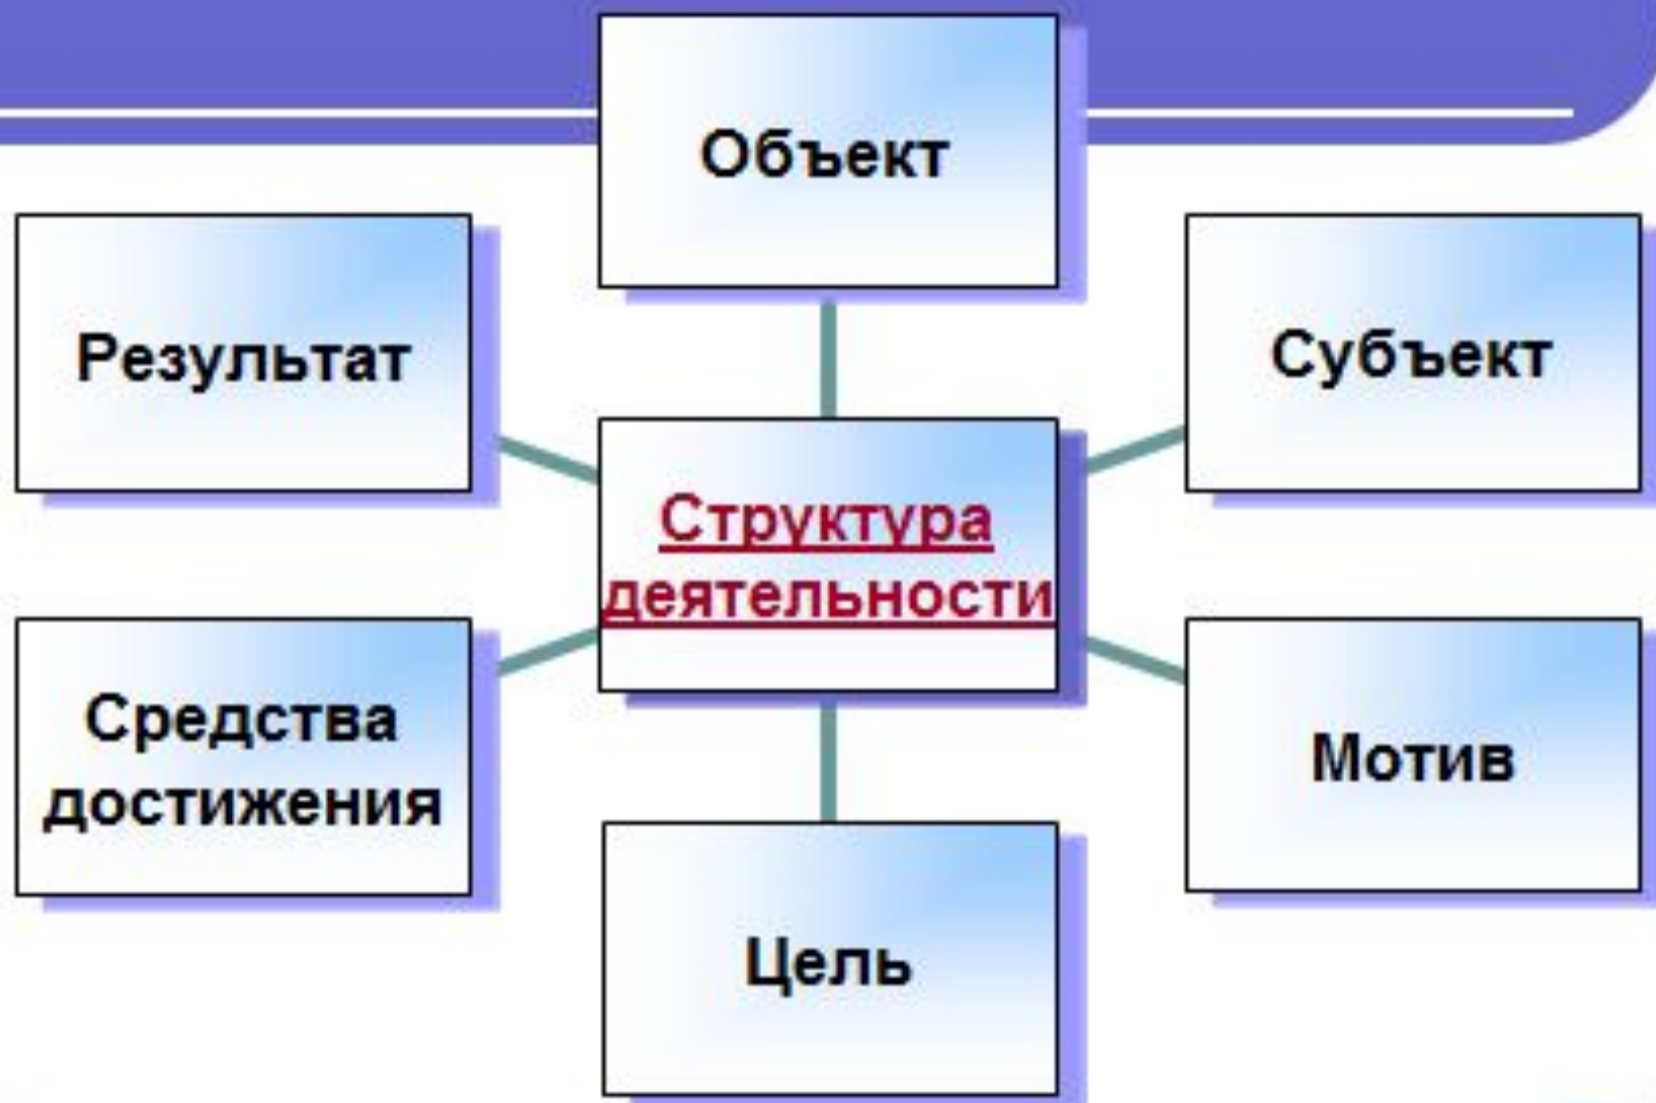 Объект
Результат
Субъект
Структура
деятельности
Средства
достижения
Мотив
Цель